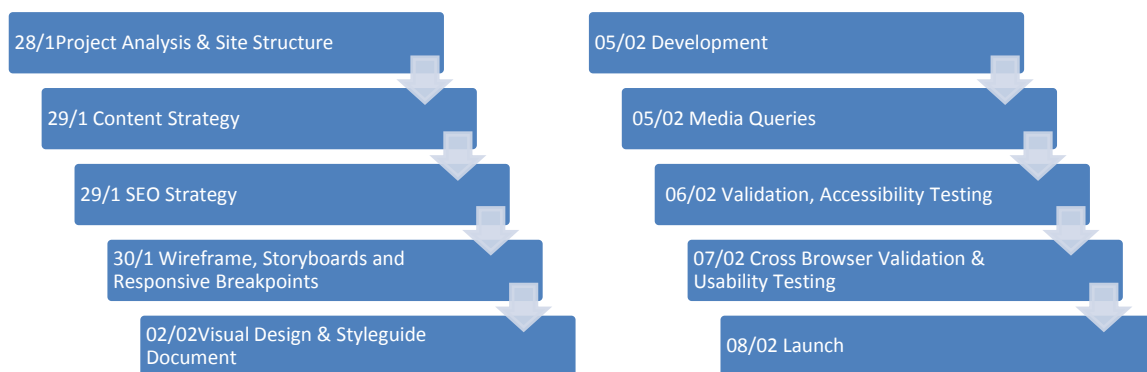 28/1Project Analysis & Site Structure
29/1 Content Strategy
29/1 SEO Strategy
30/1 Wireframe, Storyboards and
Responsive Breakpoints
02/02Visual Design & Styleguide
Document
05/02 Development
05/02 Media Queries
06/02 Validation, Accessibility Testing
07/02 Cross Browser Validation &
Usability Testing
08/02 Launch